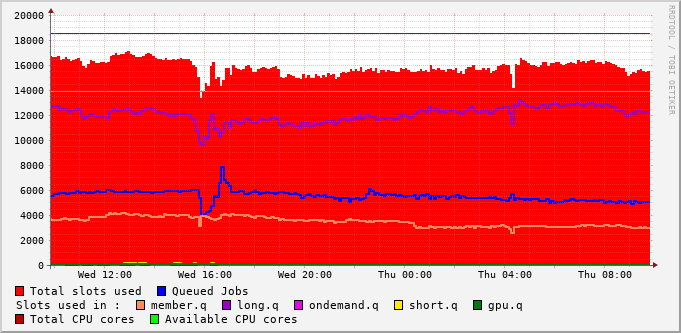 20000
18000
16000
14000
12000
10000
8000
6000
4000
2000
0
Wed 12:00 Wed 16:00 Wed 20:00 Thu 00:00 Thu 04:00 Thu 08:00
RRDTOOL / TOBI OETIKER
Total slots used Queued Jobs
Slots used in : member.q long.q ondemand.q short.q gpu.q
Total CPU cores Available CPU cores